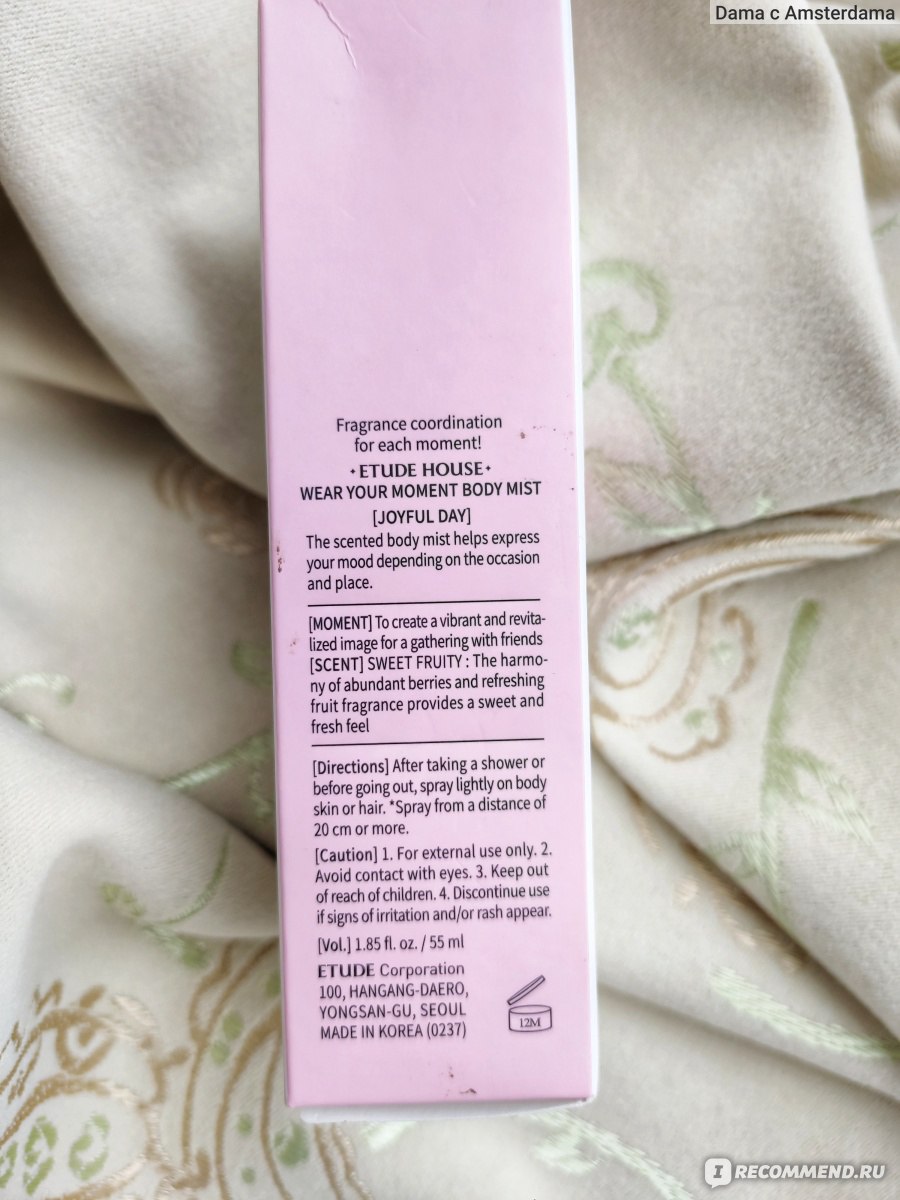 Dama c Amsterdama
Fragrance coordination
for each moment!
• ETUDE HOUSE •
WEAR YOUR MOMENT BODY MIST
[JOYFUL DAY]
The scented body mist helps express
your mood depending on the occasion
and place.
[MOMENT] To create a vibrant and revita-
lized image for a gathering with friends
[SCENT] SWEET FRUITY : The harmo-
ny of abundant berries and refreshing
fruit fragrance provides a sweet and
fresh feel
[Directions] After taking a shower or
before going out, spray lightly on body
skin or hair. *Spray from a distance of
20 cm or more.
[Caution] 1. For external use only. 2.
Avoid contact with eyes. 3. Keep out
of reach of children. 4. Discontinue use
if signs of irritation and/or rash appear.
[Vol.] 1.85 fl. oz. / 55 ml
ETUDE Corporation
100, HANGANG-DAERO,
YONGSAN-GU, SEOUL
MADE IN KOREA (0237)
12M
IRECOMMEND.RU